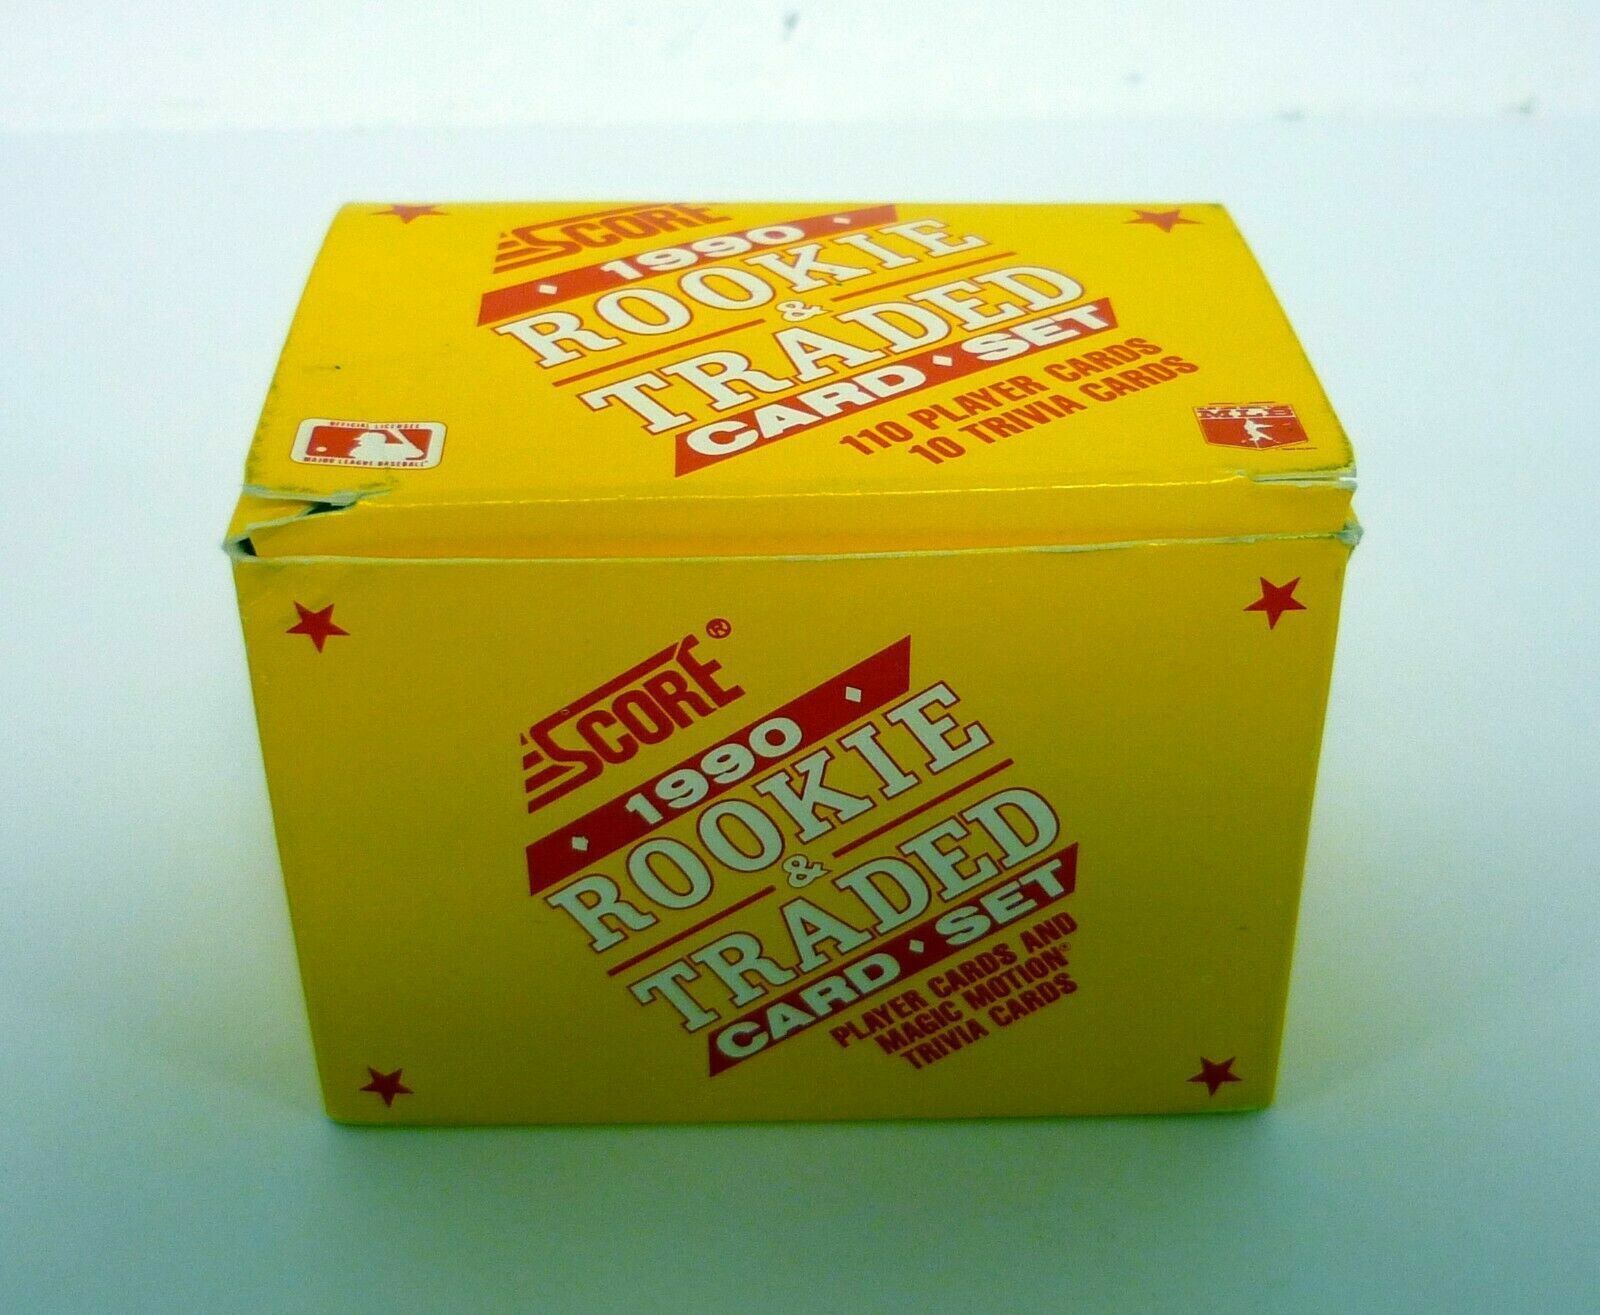 SCORE
1990
ROOKIE
&
TRADED
CARD SET
110 PLAYER CARDS
10 TRIVIA CARDS
OFFICIAL LICENSEE
MAJOR LEAGUE BASEBALL
SCORE®
1990
ROOKIE
&
TRADED
CARD SET
PLAYER CARDS AND
MAGIC MOTION®
TRIVIA CARDS